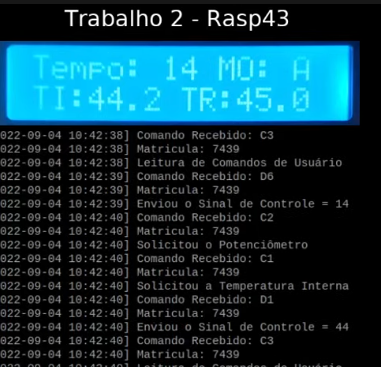 Trabalho 2 - Rasp43
Tempo: 14 MO: A
TI:44.2 TR:45.0
022-09-04 10:42:38] Comando Recebido: C3
022-09-04 10:42:38] Matricula: 7439
022-09-04 10:42:38] Leitura de Comandos de Usuário
022-09-04 10:42:39] Comando Recebido: D6
022-09-04 10:42:39] Matricula: 7439
022-09-04 10:42:39] Enviou o Sinal de Controle = 14
022-09-04 10:42:40] Comando Recebido: C2
022-09-04 10:42:40] Matricula: 7439
022-09-04 10:42:40] Solicitou o Potenciômetro
022-09-04 10:42:40] Comando Recebido: C1
022-09-04 10:42:40] Matricula: 7439
022-09-04 10:42:40] Solicitou a Temperatura Interna
022-09-04 10:42:40] Comando Recebido: D1
022-09-04 10:42:40] Matricula: 7439
022-09-04 10:42:40] Enviou o Sinal de Controle = 44
022-09-04 10:42:40] Comando Recebido: C3
022-09-04 10:42:40] Matricula: 7439